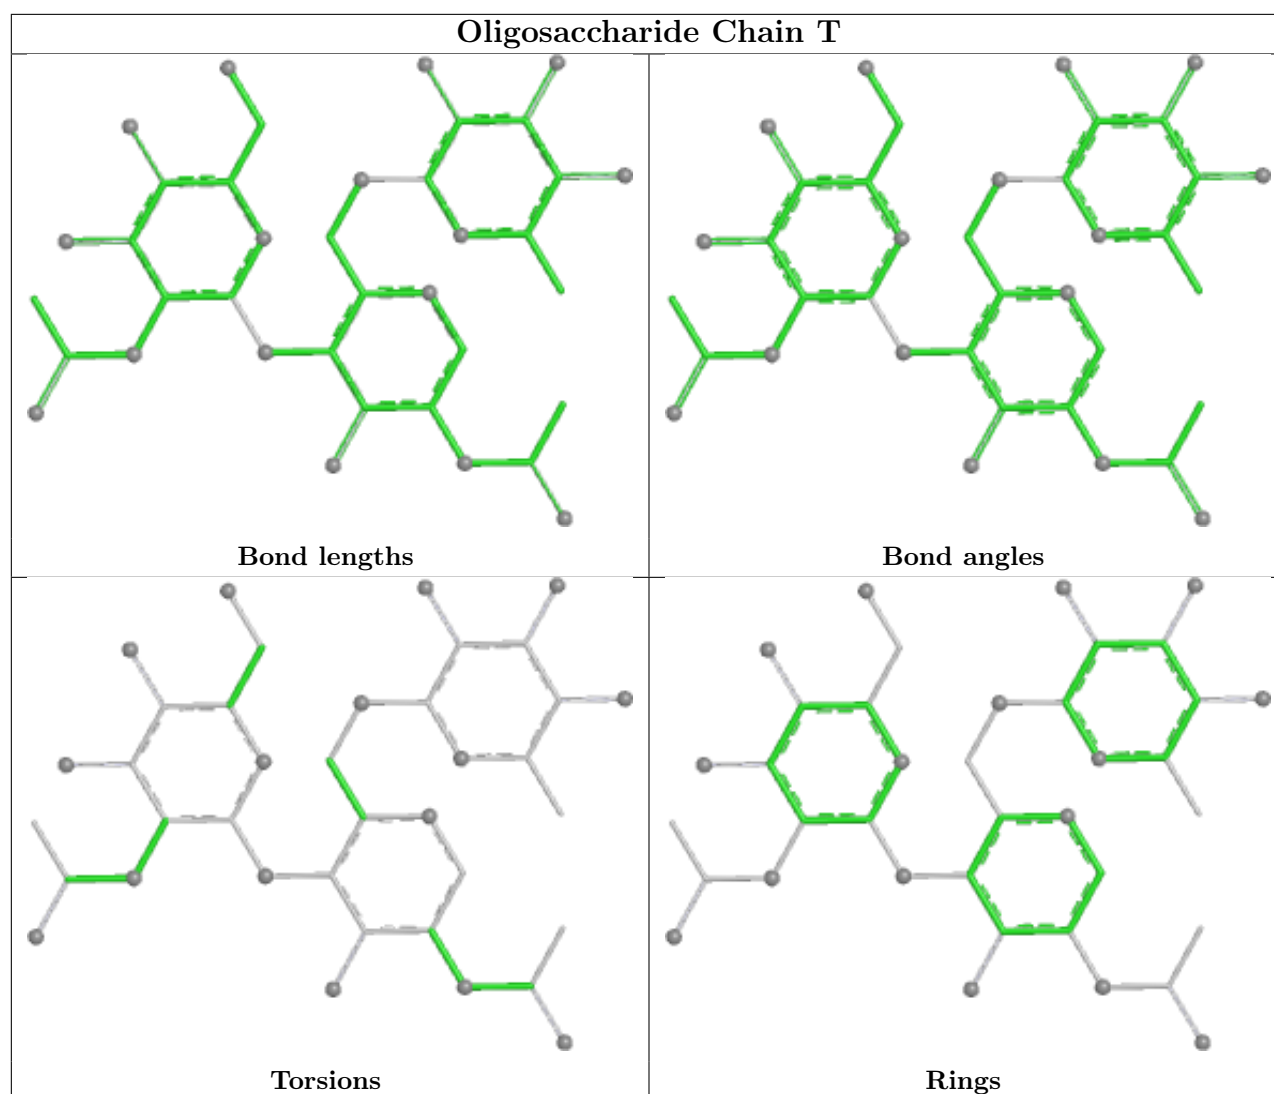 Oligosaccharide Chain T
Bond lengths
Bond angles
Torsions
Rings